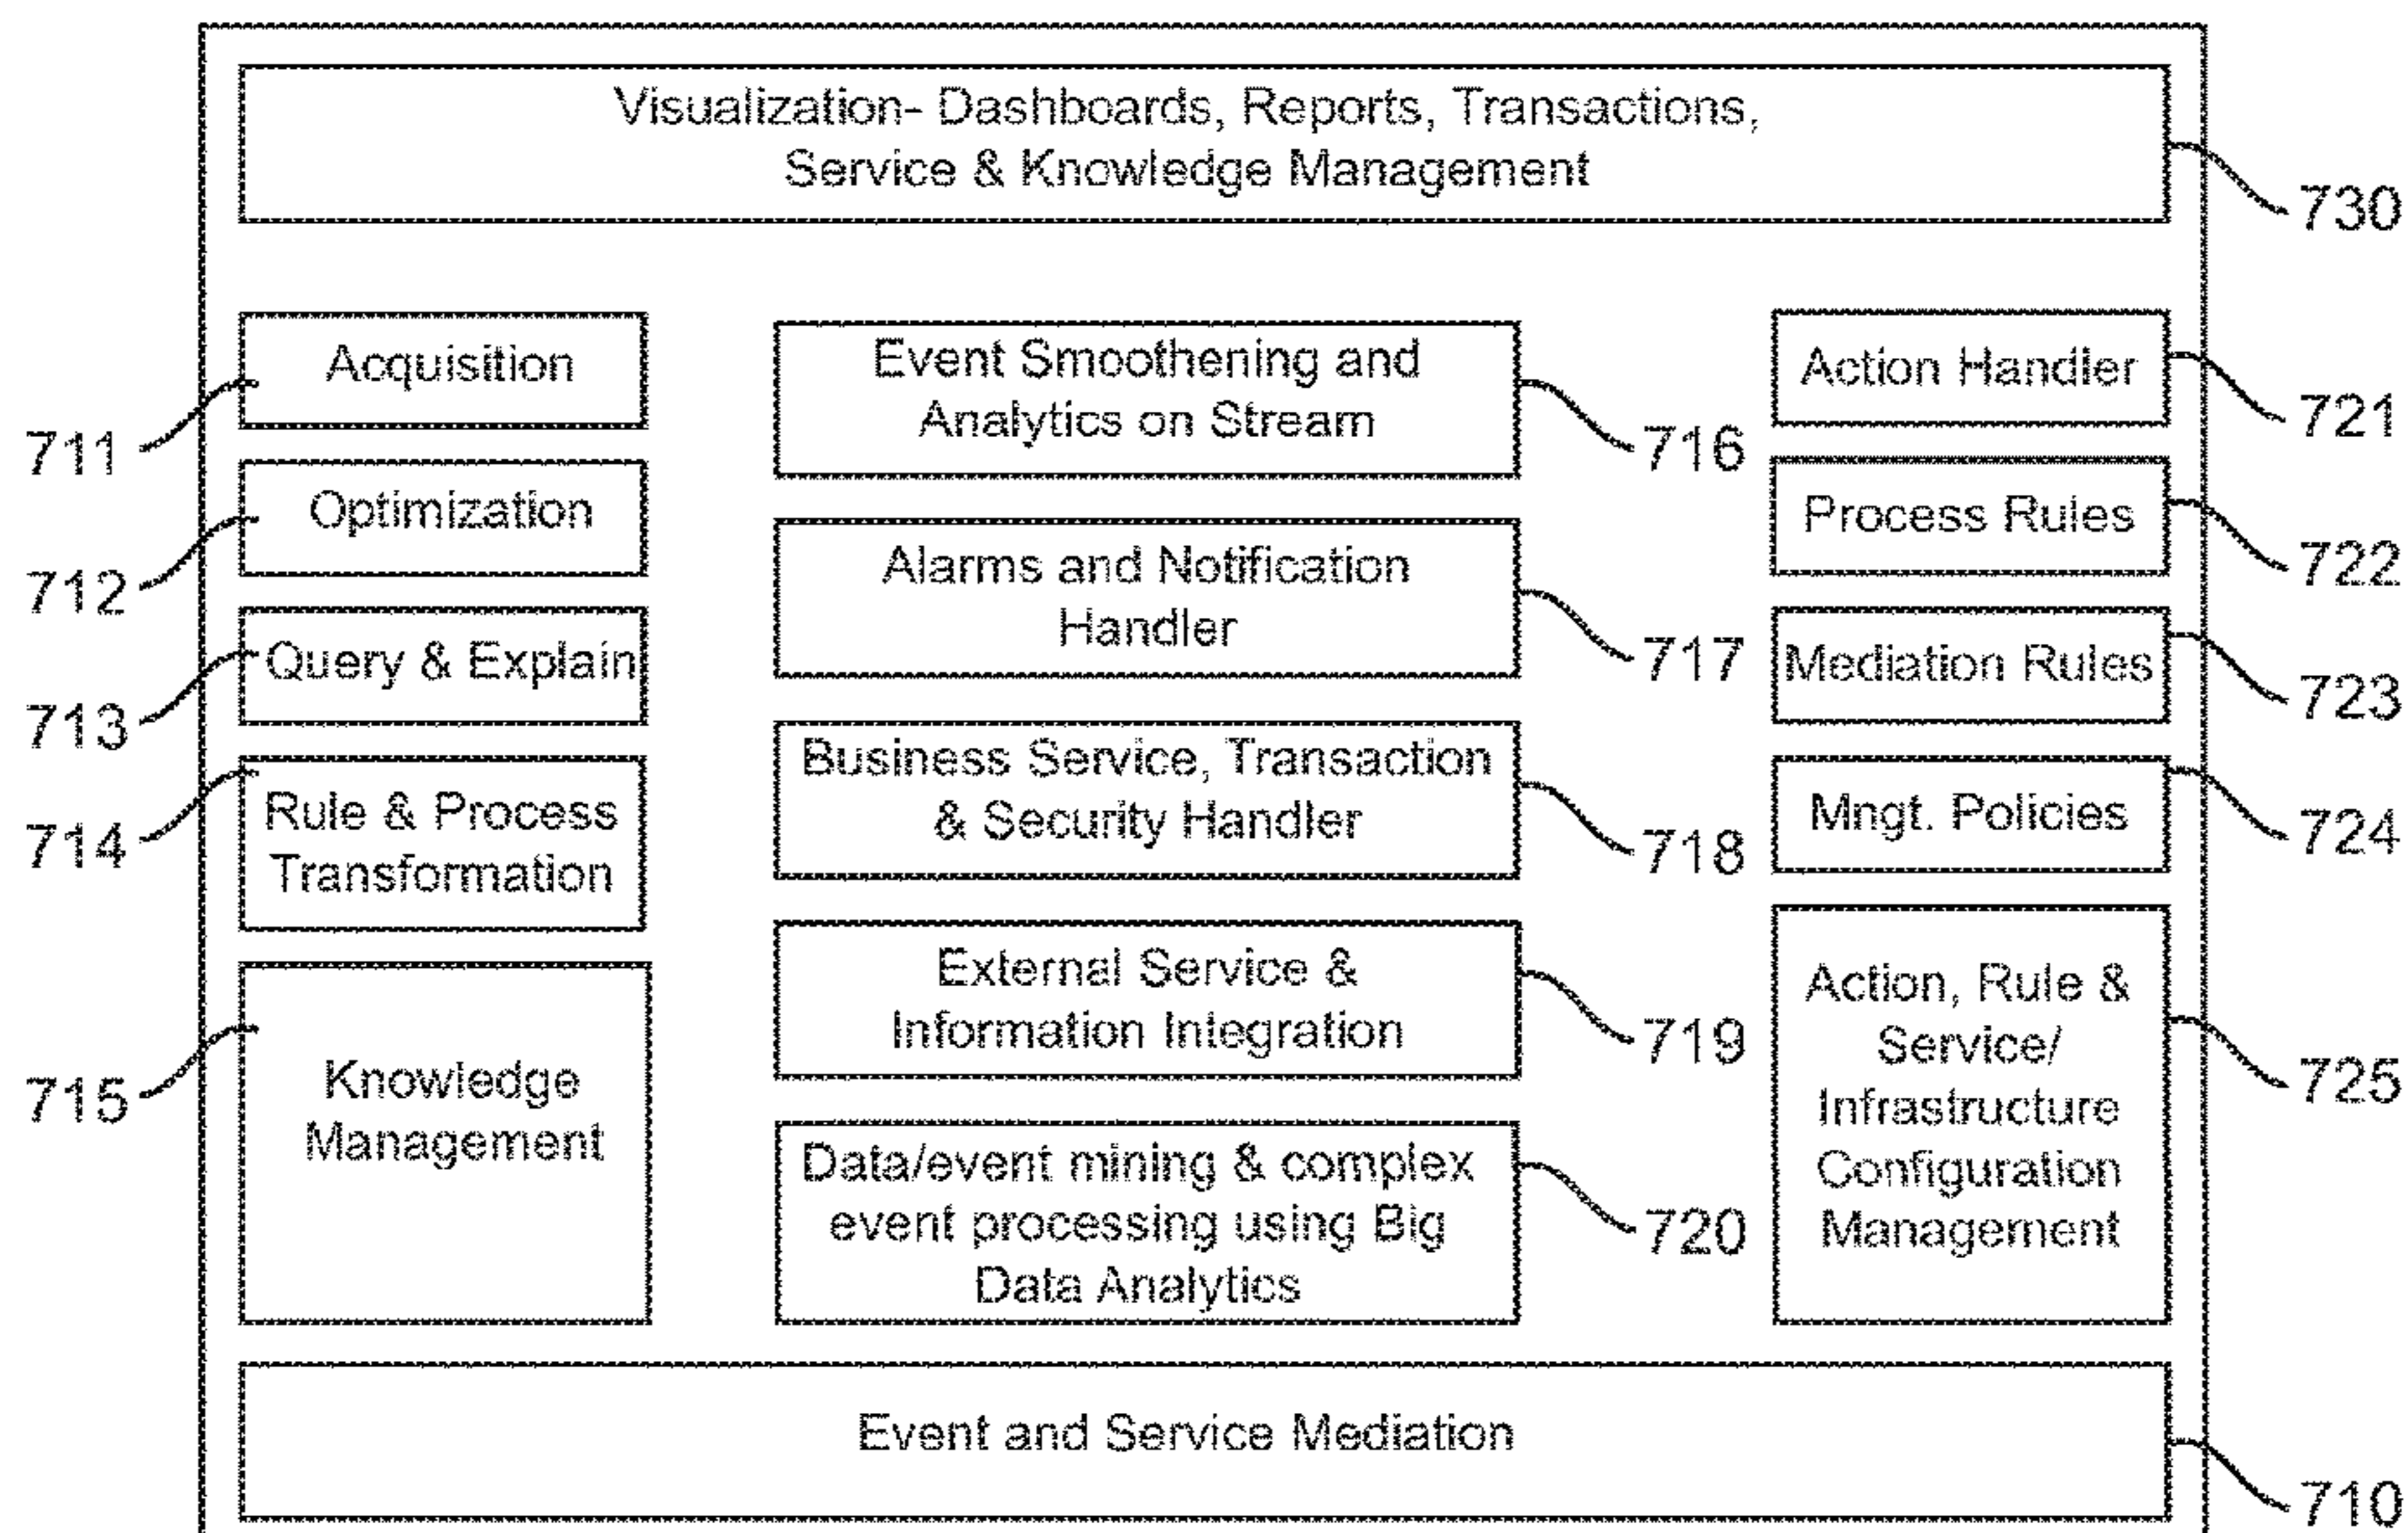 Visualization- Dashboards, Reports, Transactions,
Service & Knowledge Management
730
Acquisition
711
Optimization
712
Query & Explain
713
Rule & Process
Transformation
714
Knowledge
Management
715
Event Smoothening and
Analytics on Stream
716
Alarms and Notification
Handler
717
Business Service, Transaction
& Security Handler
718
External Service &
Information Integration
719
Data/event mining & complex
event processing using Big
Data Analytics
720
Action Handler
721
Process Rules
722
Mediation Rules
723
Mngt. Policies
724
Action, Rule &
Service/
Infrastructure
Configuration
Management
725
Event and Service Mediation
710